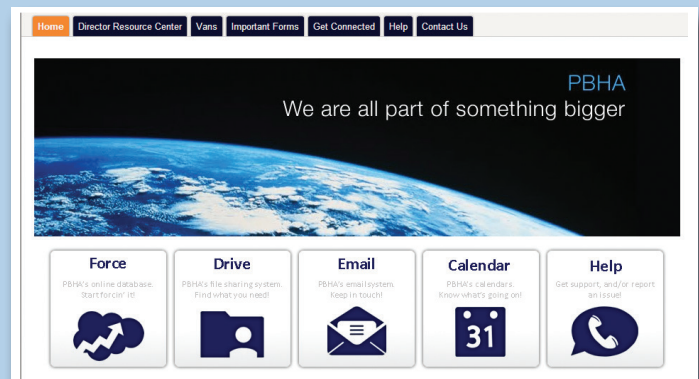 Home Director Resource Center Vans Important Forms Get Connected Help Contact Us
PBHA
We are all part of something bigger
Force
PBHA's online database.
Start forcin' it!
Drive
PBHA's file sharing system.
Find what you need!
Email
PBHA's email system.
Keep in touch!
Calendar
PBHA's calendars.
Know what's going on!
31
Help
Get support, and/or report
an issue!